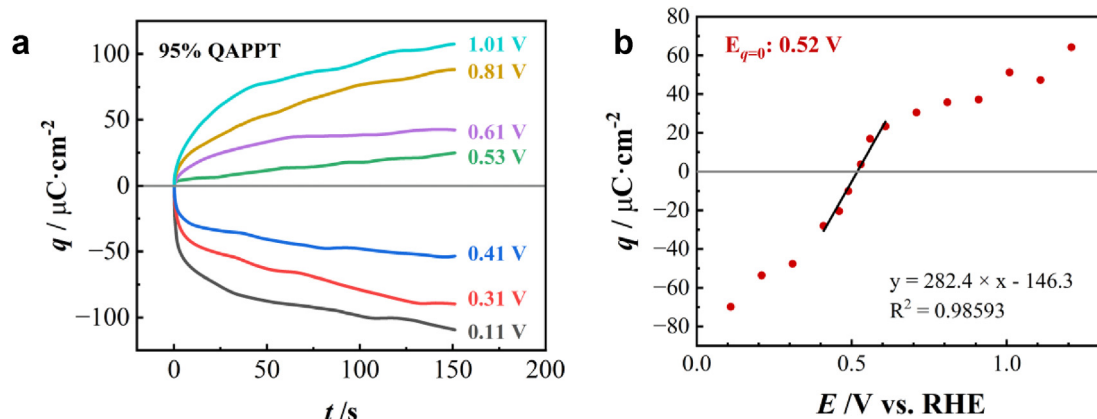 a
95% QAPPT
1.01 V
0.81 V
0.61 V
0.53 V
0.41 V
0.31 V
0.11 V
100
50
0
−50
−100
q / μC·cm⁻²
0 50 100 150 200
t /s
b
E_q=0: 0.52 V
80
60
40
20
0
−20
−40
−60
−80
q / μC·cm⁻²
y = 282.4 × x - 146.3
R² = 0.98593
0.0 0.5 1.0
E /V vs. RHE